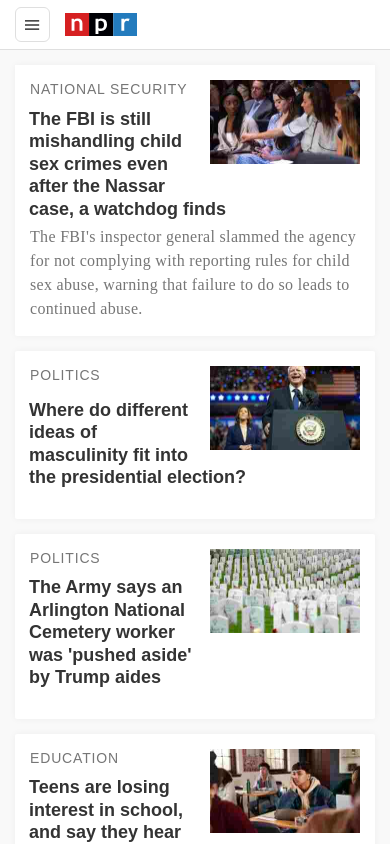 npr
NATIONAL SECURITY
The FBI is still
mishandling child
sex crimes even
after the Nassar
case, a watchdog finds
The FBI's inspector general slammed the agency
for not complying with reporting rules for child
sex abuse, warning that failure to do so leads to
continued abuse.
POLITICS
Where do different
ideas of
masculinity fit into
the presidential election?
POLITICS
The Army says an
Arlington National
Cemetery worker
was 'pushed aside'
by Trump aides
EDUCATION
Teens are losing
interest in school,
and say they hear